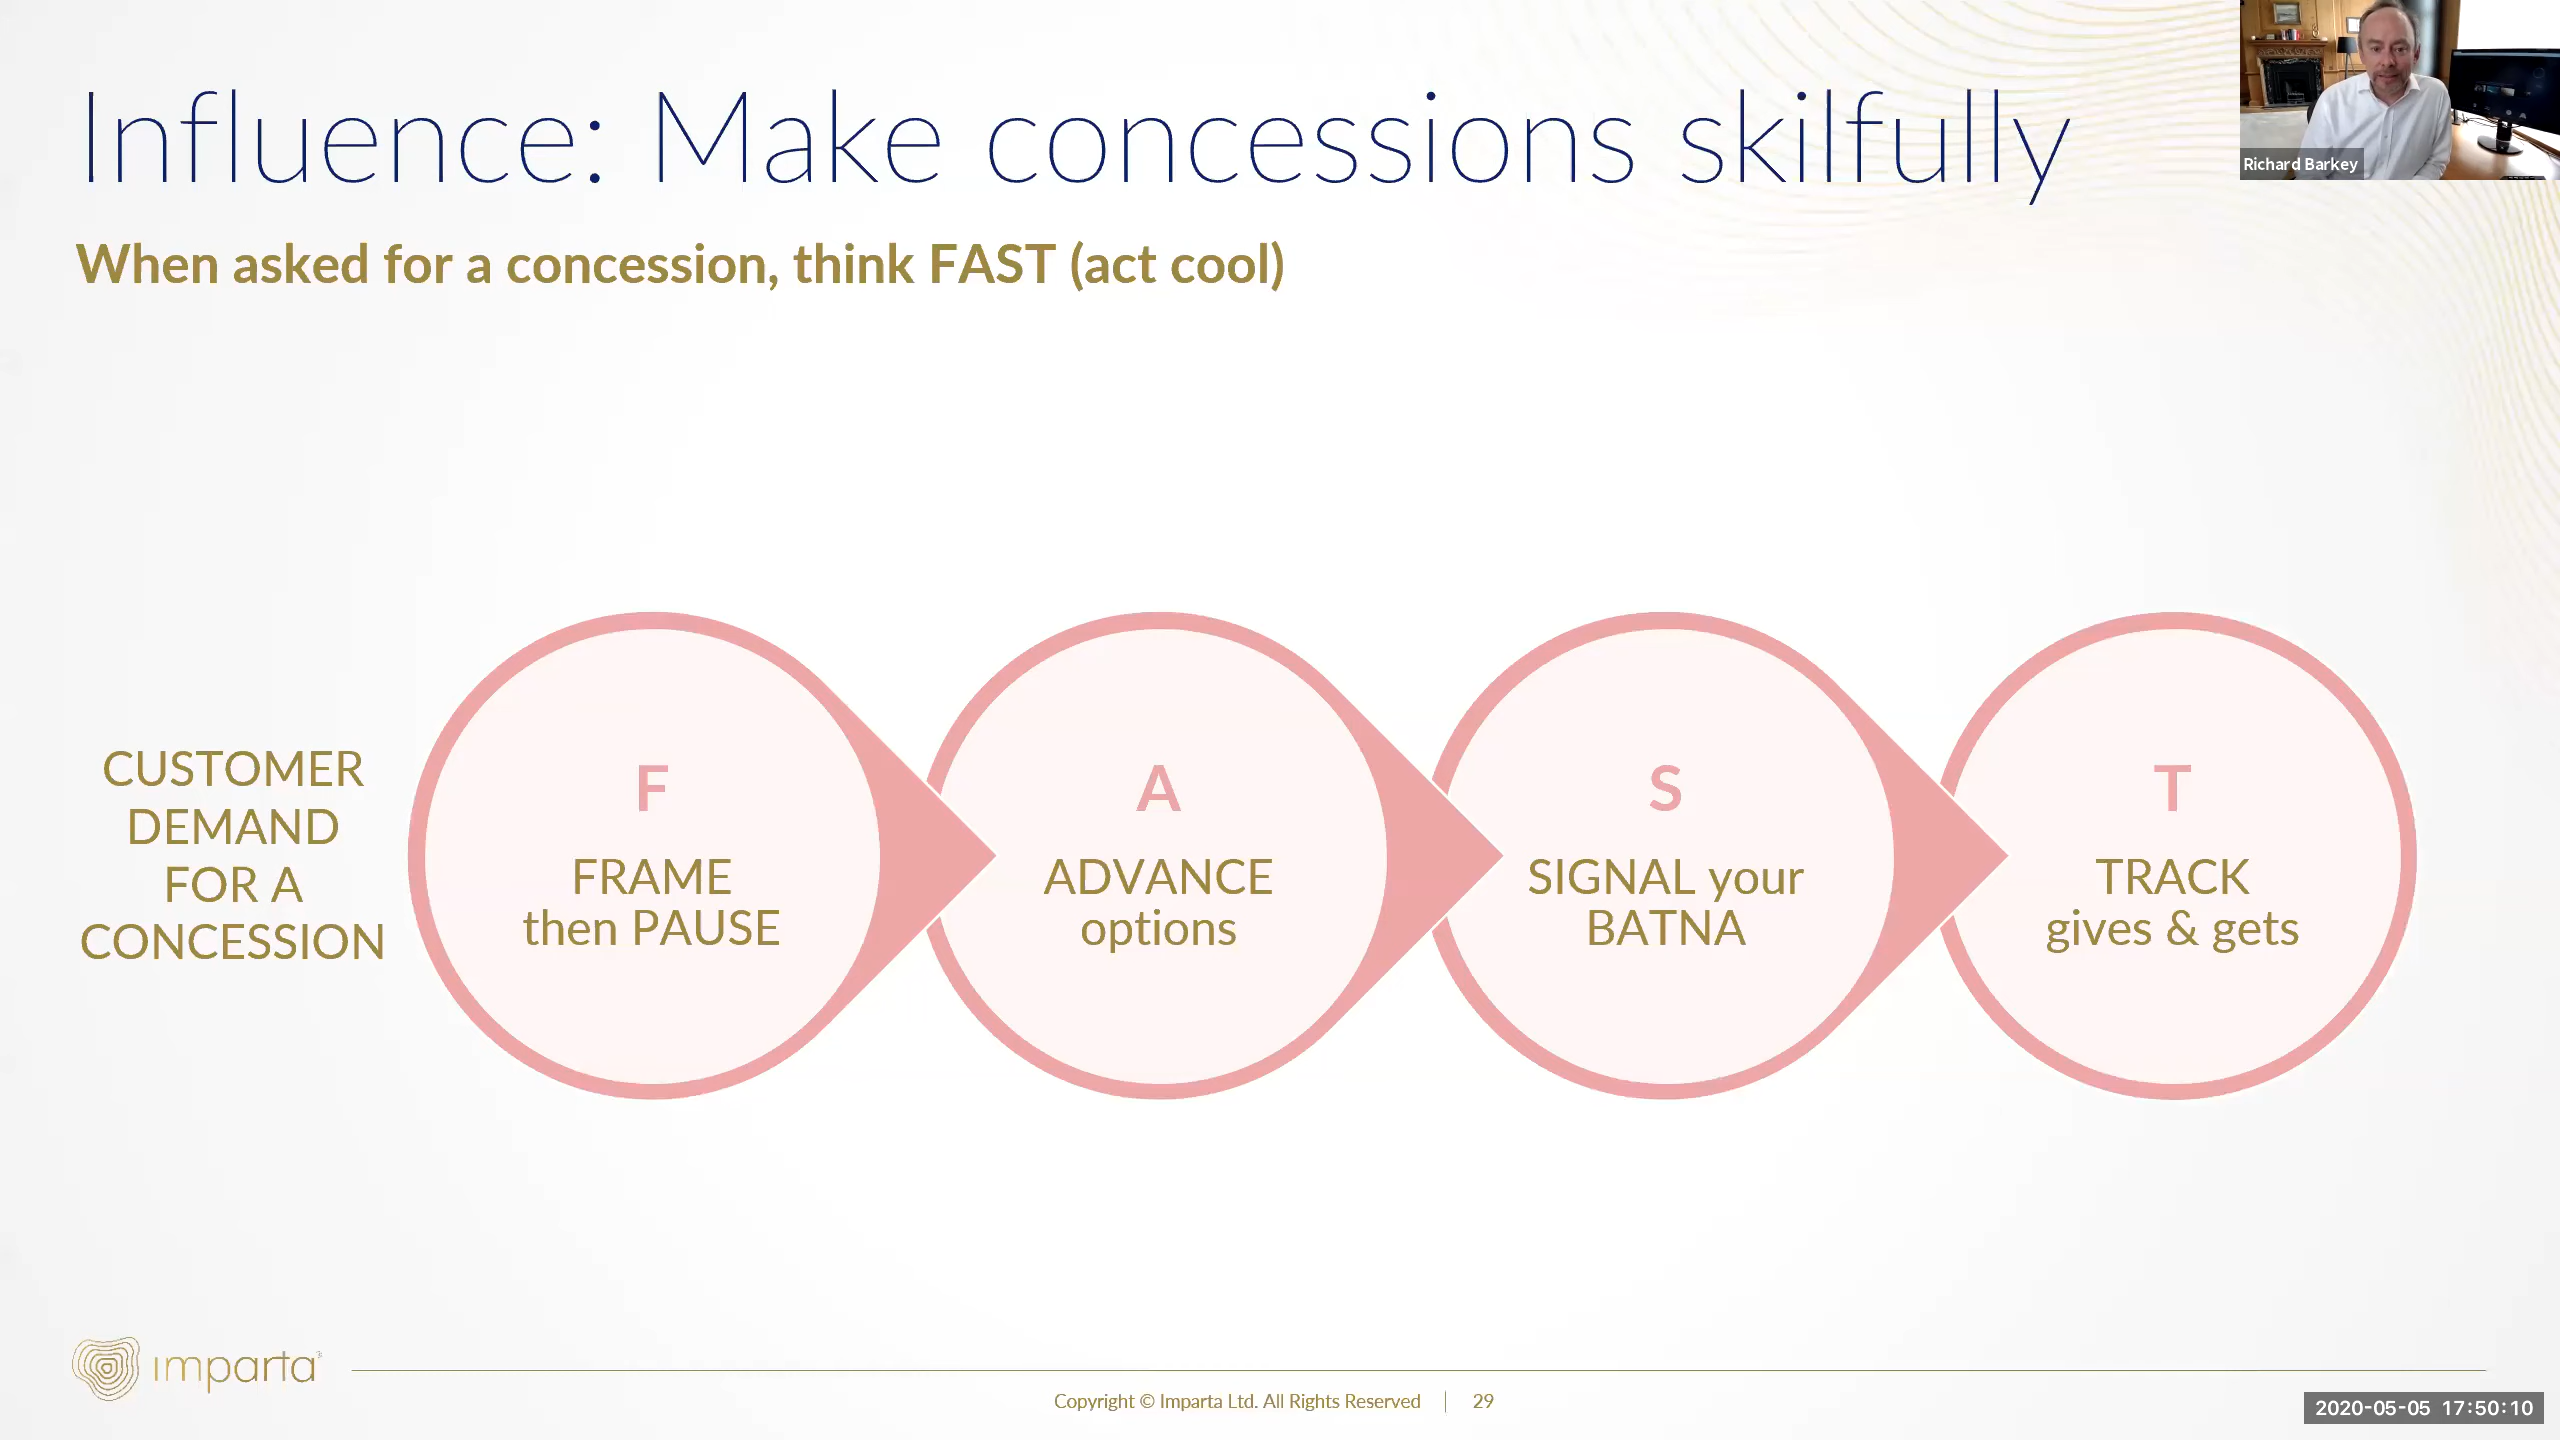 Influence: Make concessions skilfully
Richard Barkey
When asked for a concession, think FAST (act cool)
CUSTOMER
DEMAND
FOR A
CONCESSION
F
FRAME
then PAUSE
A
ADVANCE
options
S
SIGNAL your
BATNA
T
TRACK
gives & gets
imparta
Copyright © Imparta Ltd. All Rights Reserved | 29
2020-05-05 17:50:10